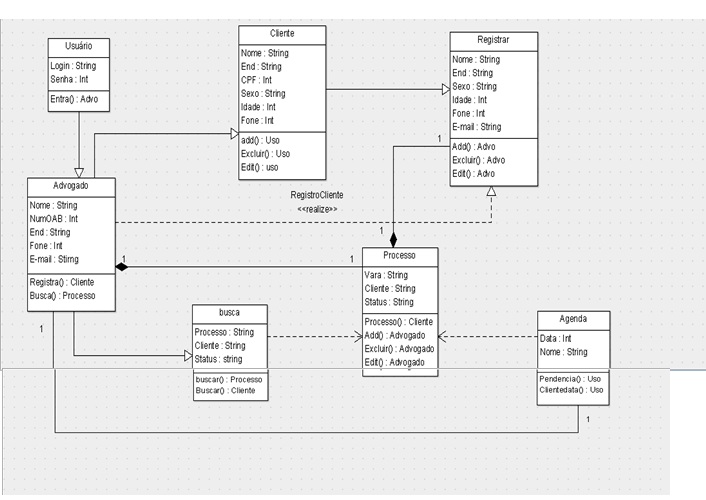 Usuário
Login : String
Senha : Int
Entra() : Advo
Cliente
Nome : String
End : String
CPF : Int
Sexo : String
Idade : Int
Fone : Int
add() : Uso
Excluir() : Uso
Edit() : uso
Registrar
Nome : String
End : String
Sexo : String
Idade : Int
Fone : Int
E-mail : String
Add() : Advo
Excluir() : Advo
Edit() : Advo
1
Advogado
Nome : String
NumOAB : Int
End : String
Fone : Int
E-mail : Stirng
Registra() : Cliente
Busca() : Processo
RegistroCliente
<<realize>>
1
1
1
Processo
Vara : String
Cliente : String
Status : String
Processo() : Cliente
Add() : Advogado
Excluir() : Advogado
Edit() : Advogado
busca
Processo : String
Cliente : String
Status : string
buscar() : Processo
Buscar() : Cliente
Agenda
Data : Int
Nome : String
Pendencia() : Uso
Clientedata() : Uso
1
1